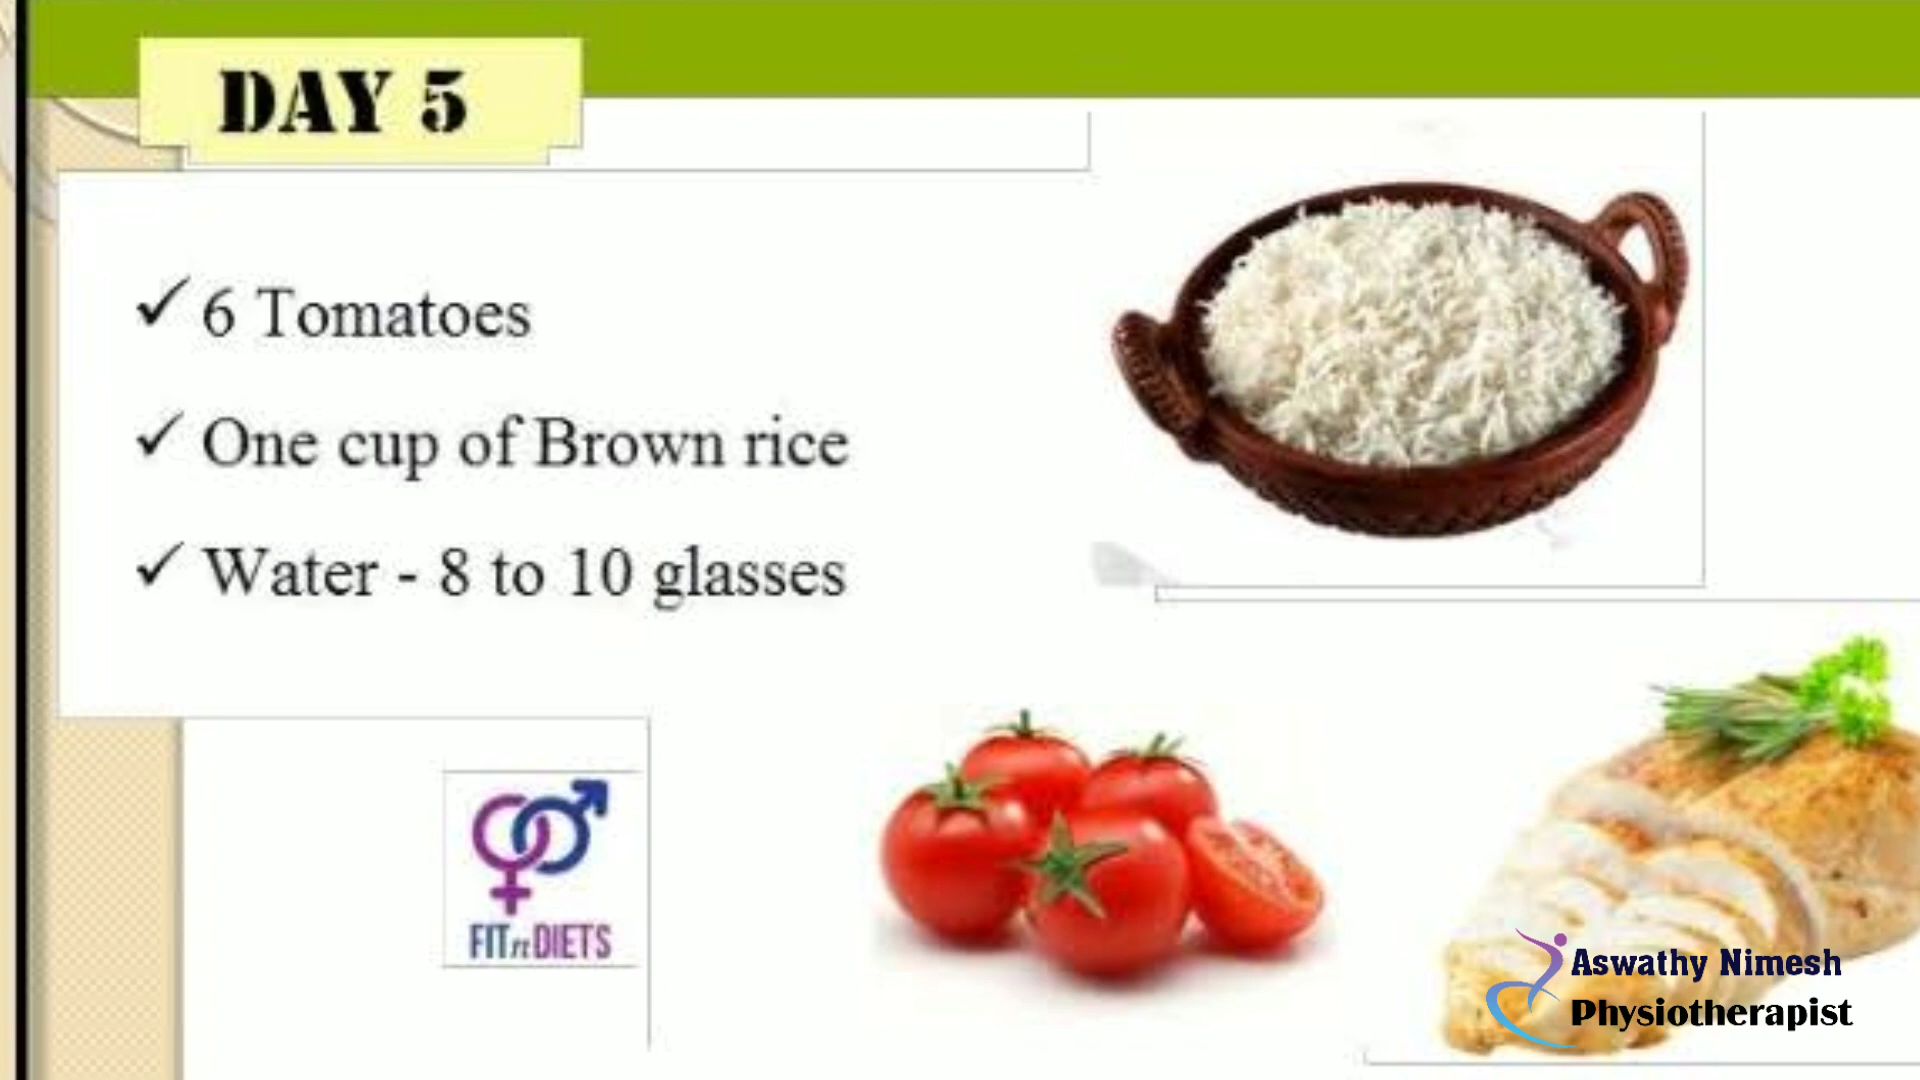 DAY 5
✓ 6 Tomatoes
✓ One cup of Brown rice
✓ Water - 8 to 10 glasses
FIT rx DIETS
Aswathy Nimesh
Physiotherapist